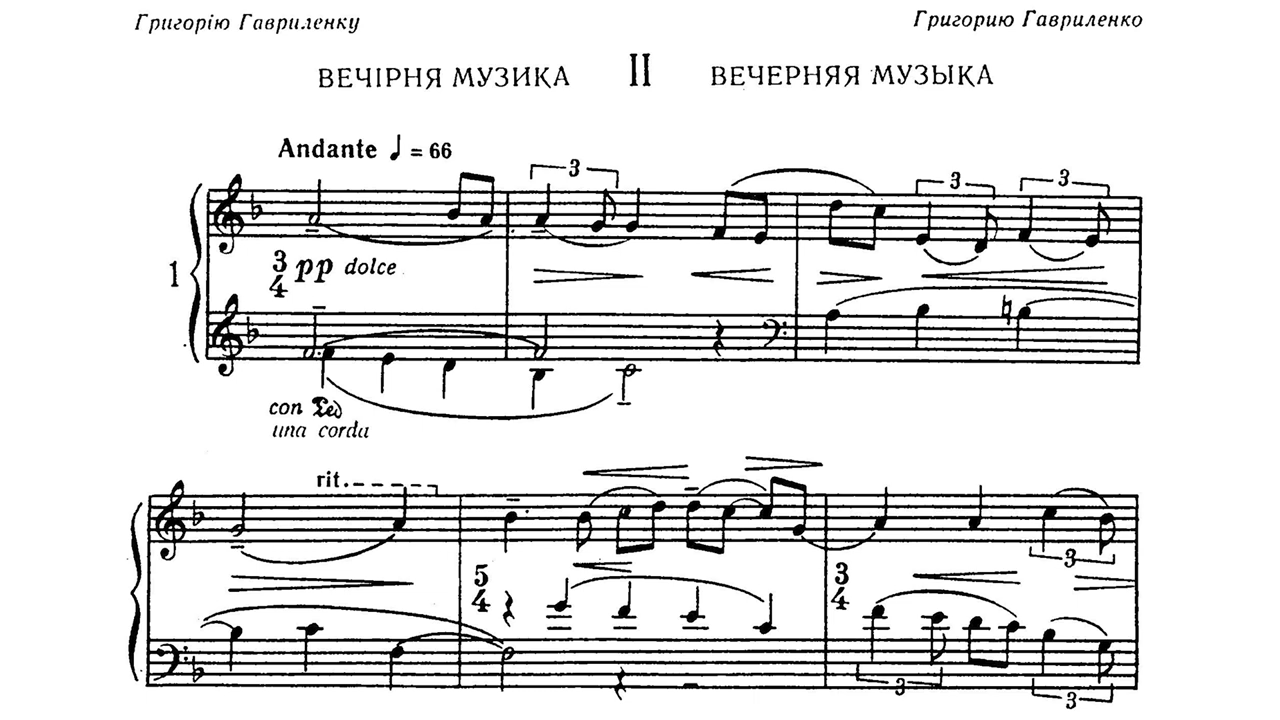 Григорію Гавриленку Григорию Гавриленко
ВЕЧІРНЯ МУЗИКА II ВЕЧЕРНЯЯ МУЗЫКА
Andante ♩ = 66
3 3 3
1 3/4 pp dolce
con Ped
una corda
rit.
5/4 3/4 3
3 3